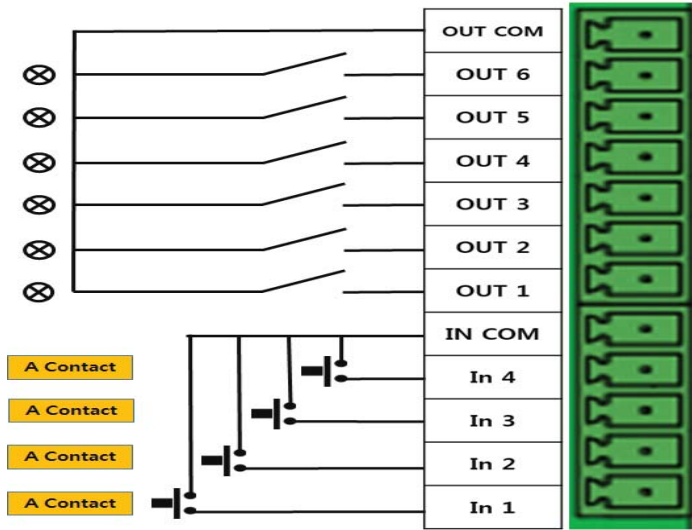 OUT COM
OUT 6
OUT 5
OUT 4
OUT 3
OUT 2
OUT 1
IN COM
A Contact In 4
A Contact In 3
A Contact In 2
A Contact In 1